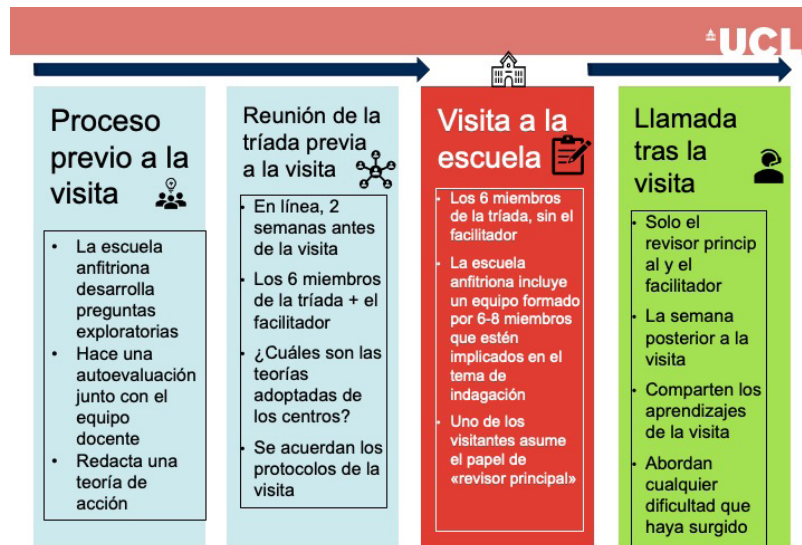 UCL
Proceso
previo a la
visita
La escuela
anfitriona
desarrolla
preguntas
exploratorias
Hace una
autoevaluación
junto con el
equipo
docente
Redacta una
teoría de
acción
Reunión de la
tríada previa
a la visita
En línea, 2
semanas antes
de la visita
Los 6 miembros
de la tríada + el
facilitador
¿Cuáles son las
teorías
adoptadas de
los centros?
Se acuerdan los
protocolos de la
visita
Visita a la
escuela
Los 6 miembros
de la tríada, sin el
facilitador
La escuela
anfitriona incluye
un equipo formado
por 6-8 miembros
que estén
implicados en el
tema de
indagación
Uno de los
visitantes asume
el papel de
«revisor principal»
Llamada
tras la
visita
Solo el
revisor princip
al y el
facilitador
La semana
posterior a la
visita
Comparten los
aprendizajes
de la visita
Abordan
cualquier
dificultad que
haya surgido